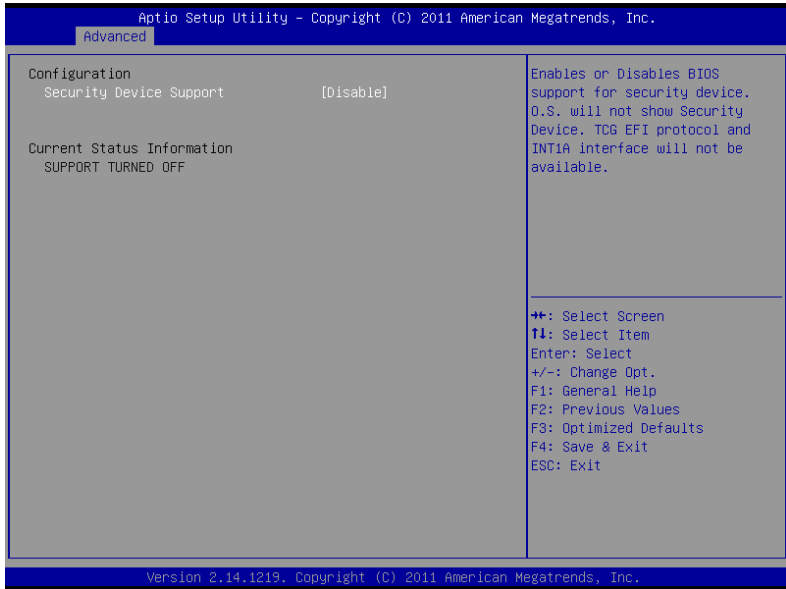 Aptio Setup Utility – Copyright (C) 2011 American Megatrends, Inc.
Advanced
Configuration
Security Device Support [Disable]
Current Status Information
SUPPORT TURNED OFF
Enables or Disables BIOS
support for security device.
O.S. will not show Security
Device. TCG EFI protocol and
INT1A interface will not be
available.
→←: Select Screen
↑↓: Select Item
Enter: Select
+/-: Change Opt.
F1: General Help
F2: Previous Values
F3: Optimized Defaults
F4: Save & Exit
ESC: Exit
Version 2.14.1219. Copyright (C) 2011 American Megatrends, Inc.